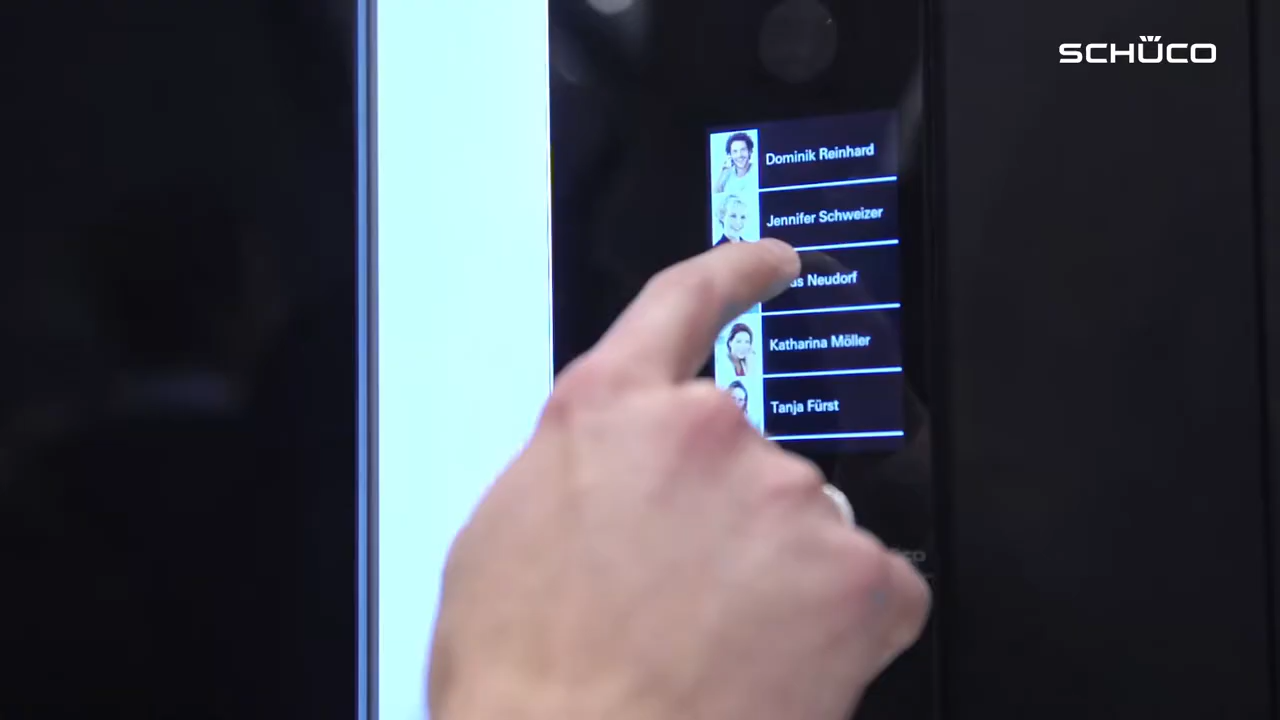 SCHÜCO
Dominik Reinhard
Jennifer Schweizer
Neudorf
Katharina Möller
Tanja Fürst